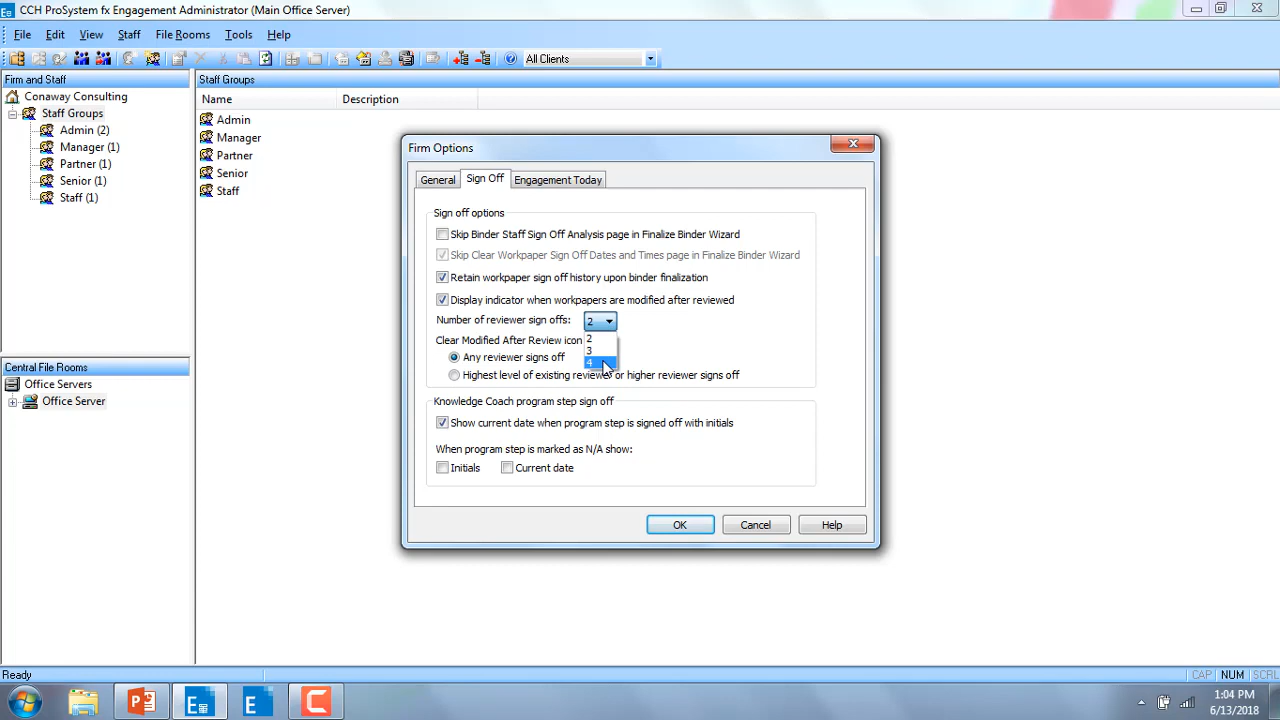 CCH ProSystem fx Engagement Administrator (Main Office Server)
File Edit View Staff File Rooms Tools Help
All Clients
Firm and Staff
Conaway Consulting
Staff Groups
Admin (2)
Manager (1)
Partner (1)
Senior (1)
Staff (1)
Central File Rooms
Office Servers
Office Server
Staff Groups
Name Description
Admin
Manager
Partner
Senior
Staff
Firm Options
General Sign Off Engagement Today
Sign off options
Skip Binder Staff Sign Off Analysis page in Finalize Binder Wizard
Skip Clear Workpaper Sign Off Dates and Times page in Finalize Binder Wizard
Retain workpaper sign off history upon binder finalization
Display indicator when workpapers are modified after reviewed
Number of reviewer sign offs: 2
2
3
4
Clear Modified After Review icon
Any reviewer signs off
Highest level of existing reviewer or higher reviewer signs off
Knowledge Coach program step sign off
Show current date when program step is signed off with initials
When program step is marked as N/A show:
Initials Current date
OK Cancel Help
Ready CAP NUM SCRL
1:04 PM
6/13/2018